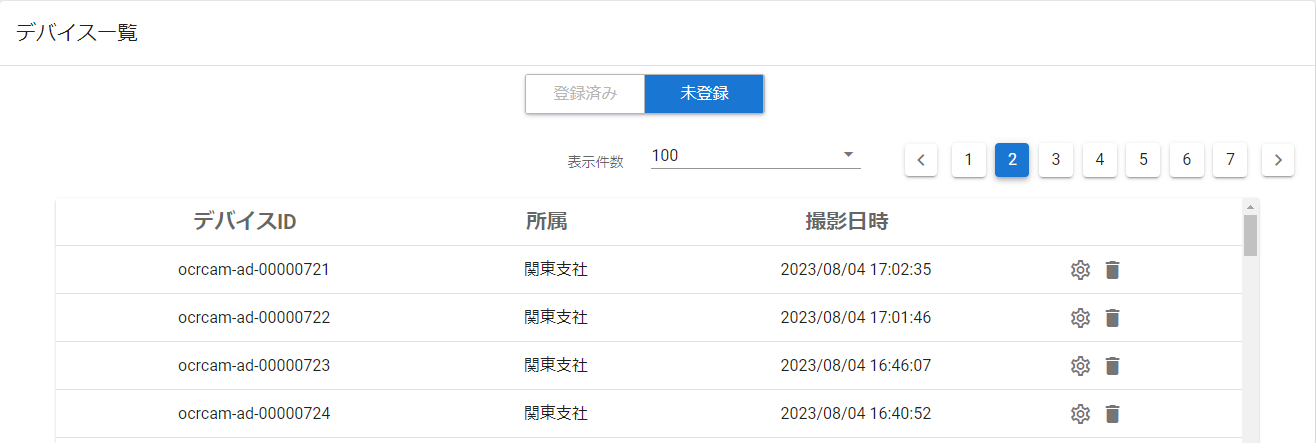 デバイス一覧
登録済み 未登録
表示件数 100 1 2 3 4 5 6 7
デバイスID 所属 撮影日時
ocrcam-ad-00000721 関東支社 2023/08/04 17:02:35
ocrcam-ad-00000722 関東支社 2023/08/04 17:01:46
ocrcam-ad-00000723 関東支社 2023/08/04 16:46:07
ocrcam-ad-00000724 関東支社 2023/08/04 16:40:52